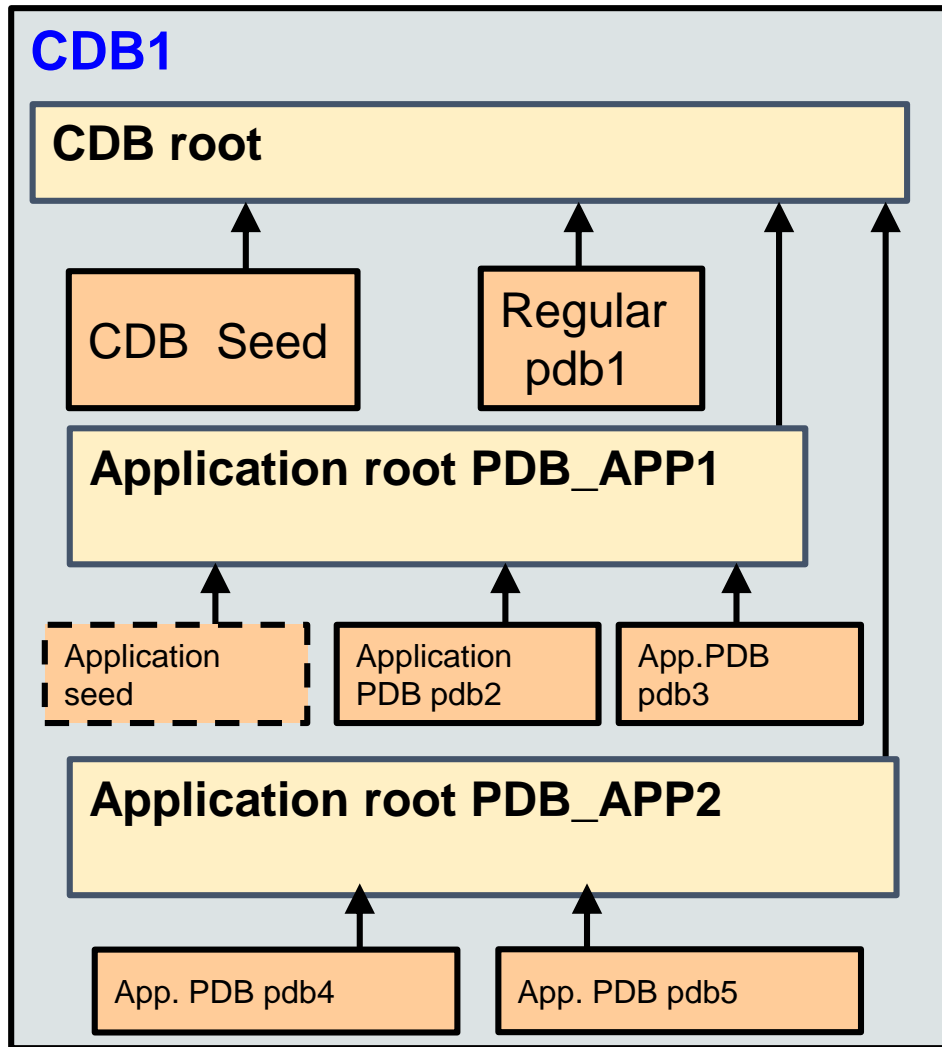 CDB1
CDB root
CDB Seed
Regular
pdb1
Application root PDB_APP1
Application
seed
Application
PDB pdb2
App.PDB
pdb3
Application root PDB_APP2
App. PDB pdb4
App. PDB pdb5